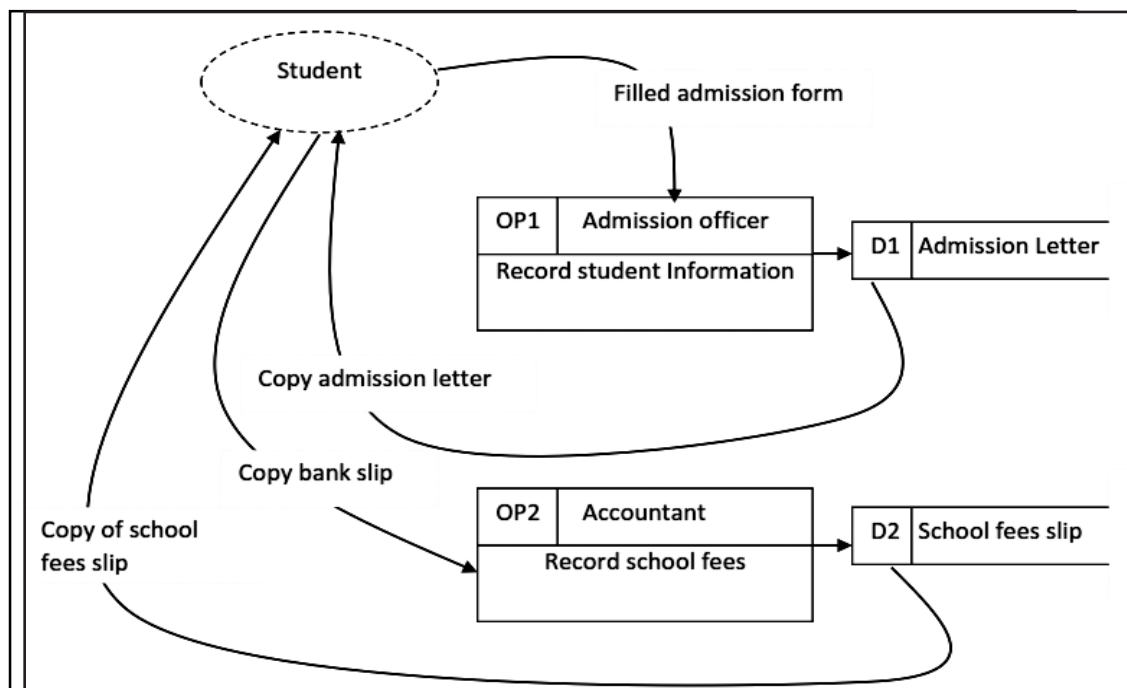 Student
Filled admission form
OP1
Admission officer
D1
Admission Letter
Record student Information
Copy admission letter
Copy bank slip
OP2
Accountant
D2
School fees slip
Copy of school
fees slip
Record school fees